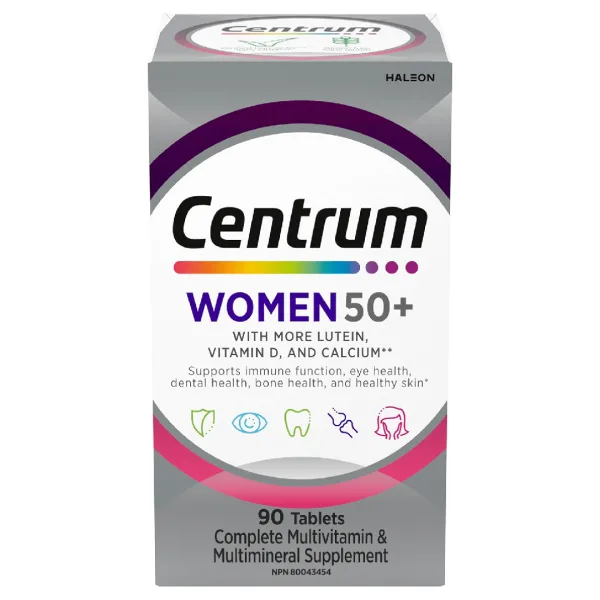 Centrum
HALEON
Centrum
WOMEN 50+
WITH MORE LUTEIN,
VITAMIN D, AND CALCIUM**
Supports immune function, eye health,
dental health, bone health, and healthy skin*
90 Tablets
Complete Multivitamin &
Multimineral Supplement
NPN 80043454